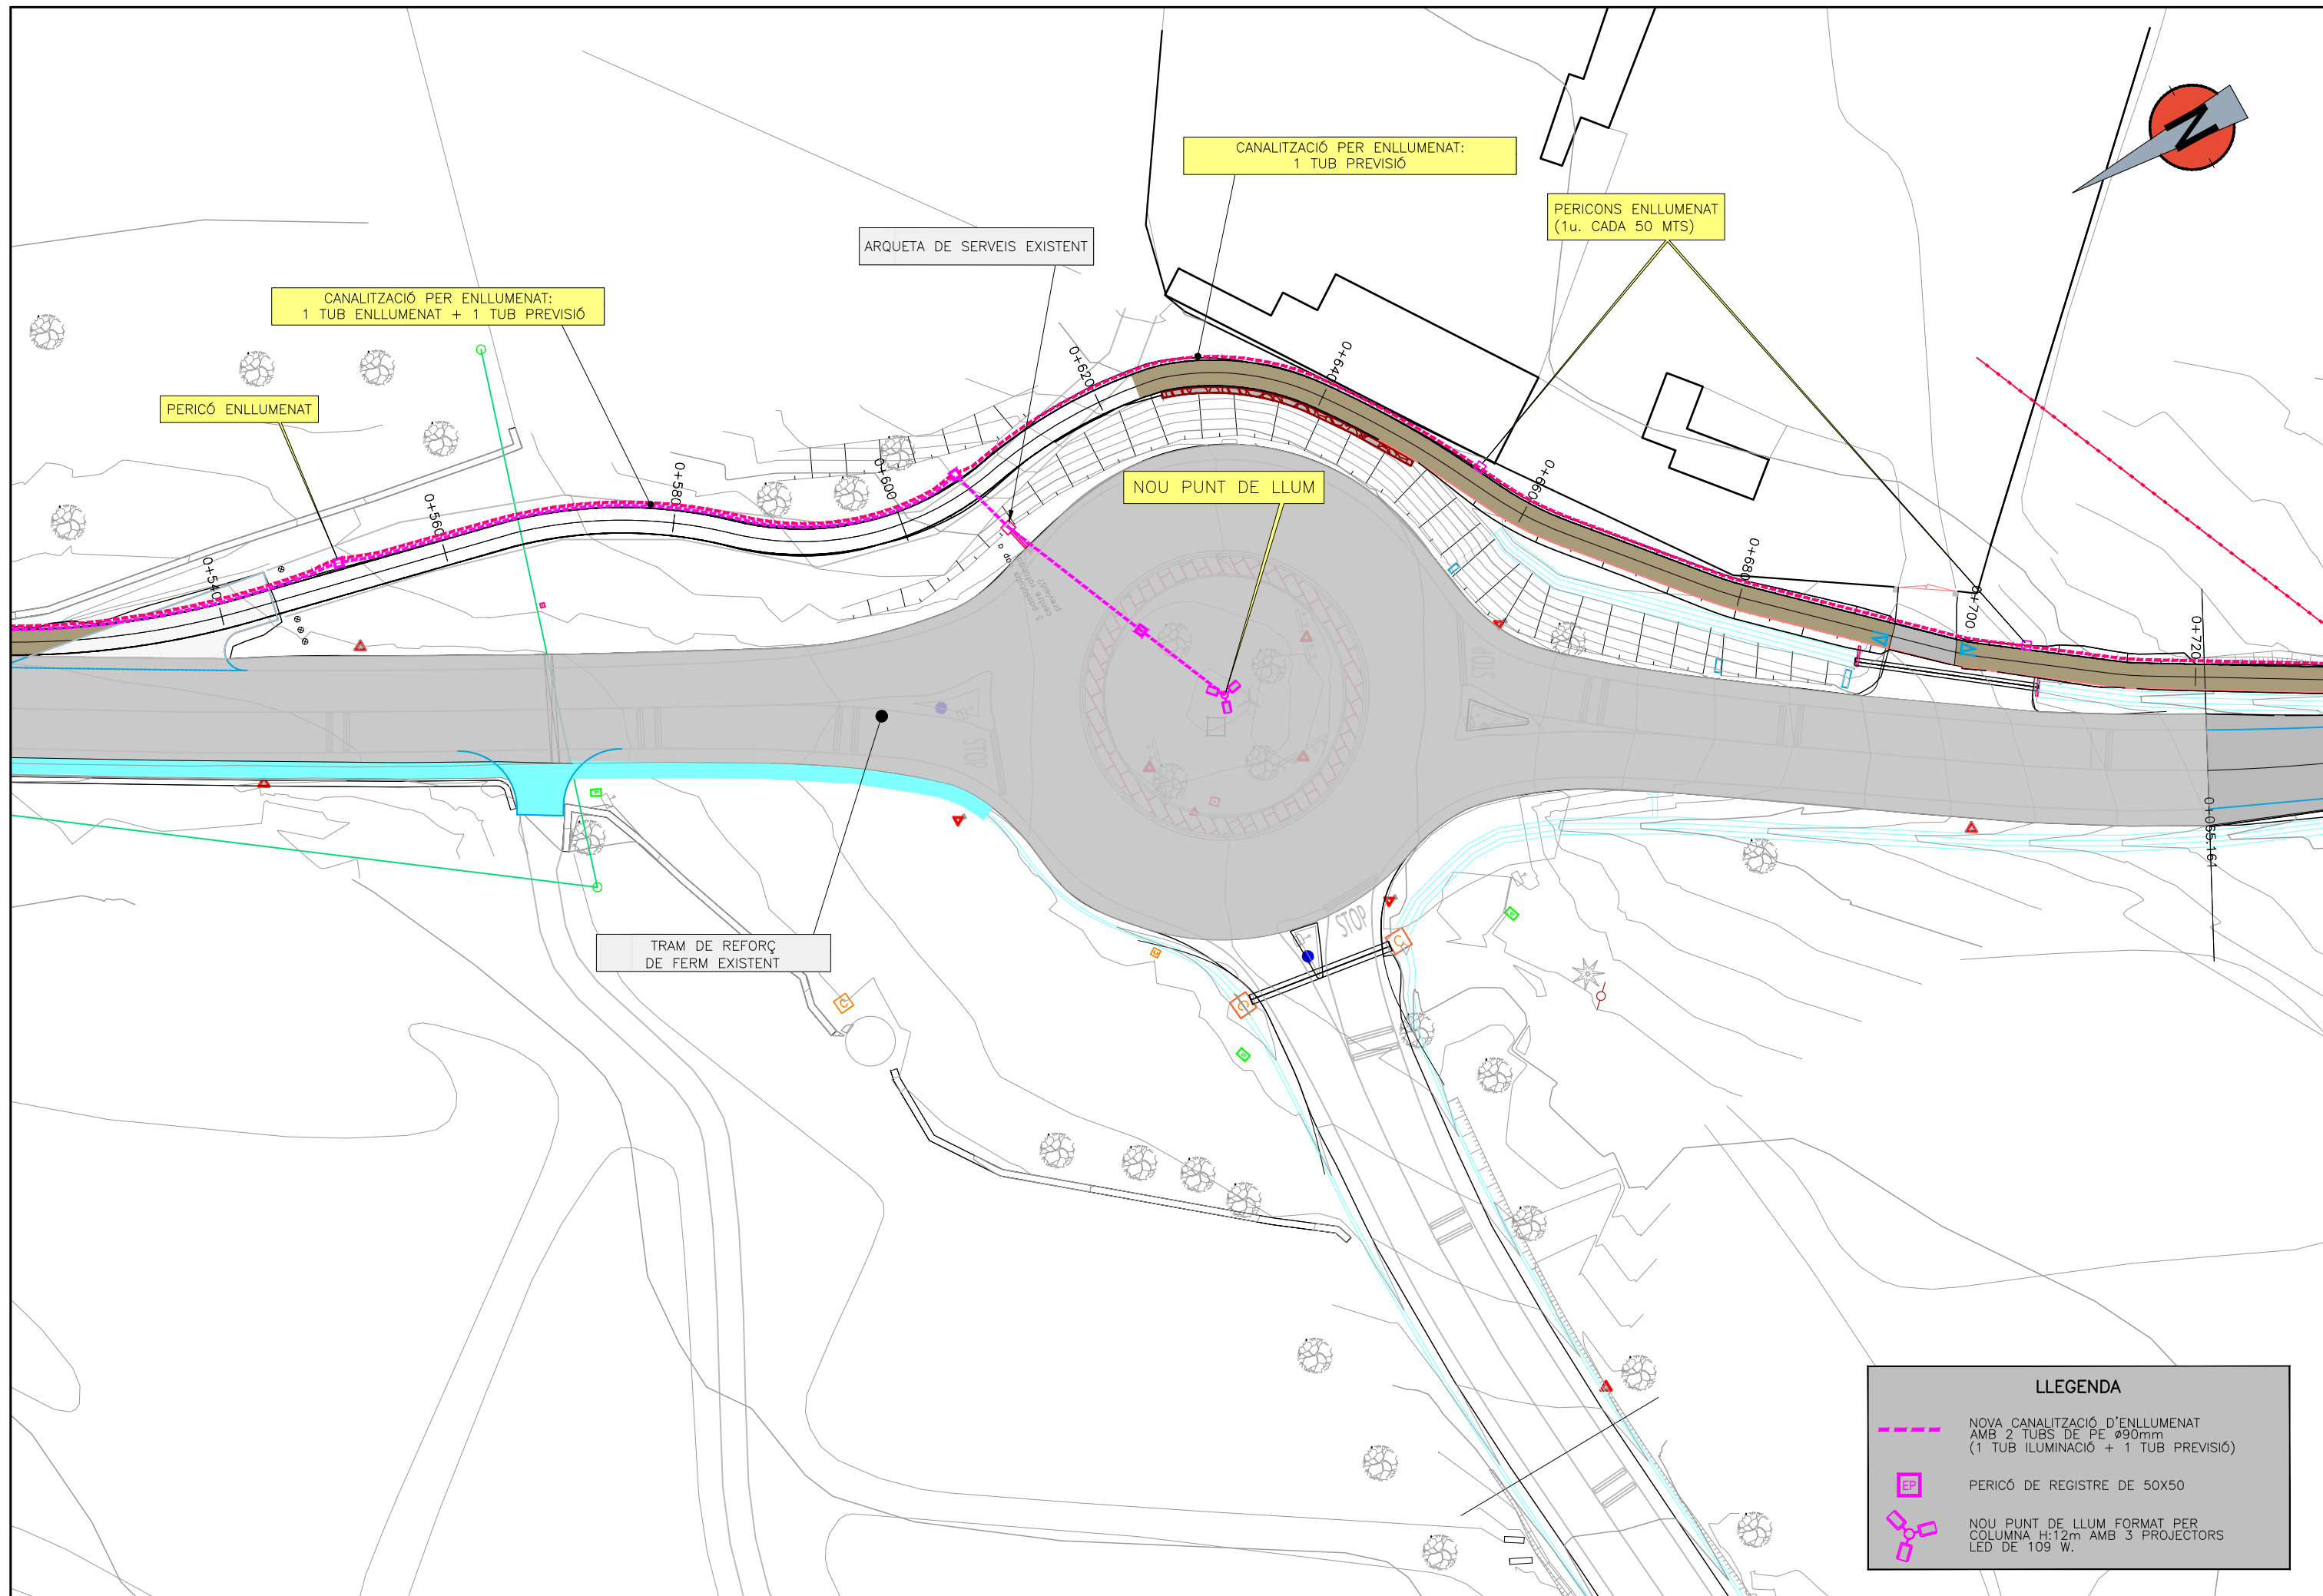 N
CANALITZACIÓ PER ENLLUMENAT:
1 TUB PREVISIÓ
PERICONS ENLLUMENAT
(1u. CADA 50 MTS)
ARQUETA DE SERVEIS EXISTENT
CANALITZACIÓ PER ENLLUMENAT:
1 TUB ENLLUMENAT + 1 TUB PREVISIÓ
PERICÓ ENLLUMENAT
0+540
0+560
0+580
0+600
0+620
0+640
0+660
0+680
0+700
0+720
NOU PUNT DE LLUM
STOP
STOP
STOP
0+065.161
TRAM DE REFORÇ
DE FERM EXISTENT
C
C
C
LLEGENDA
NOVA CANALITZACIÓ D'ENLLUMENAT
AMB 2 TUBS DE PE ø90mm
(1 TUB ILUMINACIÓ + 1 TUB PREVISIÓ)
EP
PERICÓ DE REGISTRE DE 50X50
NOU PUNT DE LLUM FORMAT PER
COLUMNA H:12m AMB 3 PROJECTORS
LED DE 109 W.